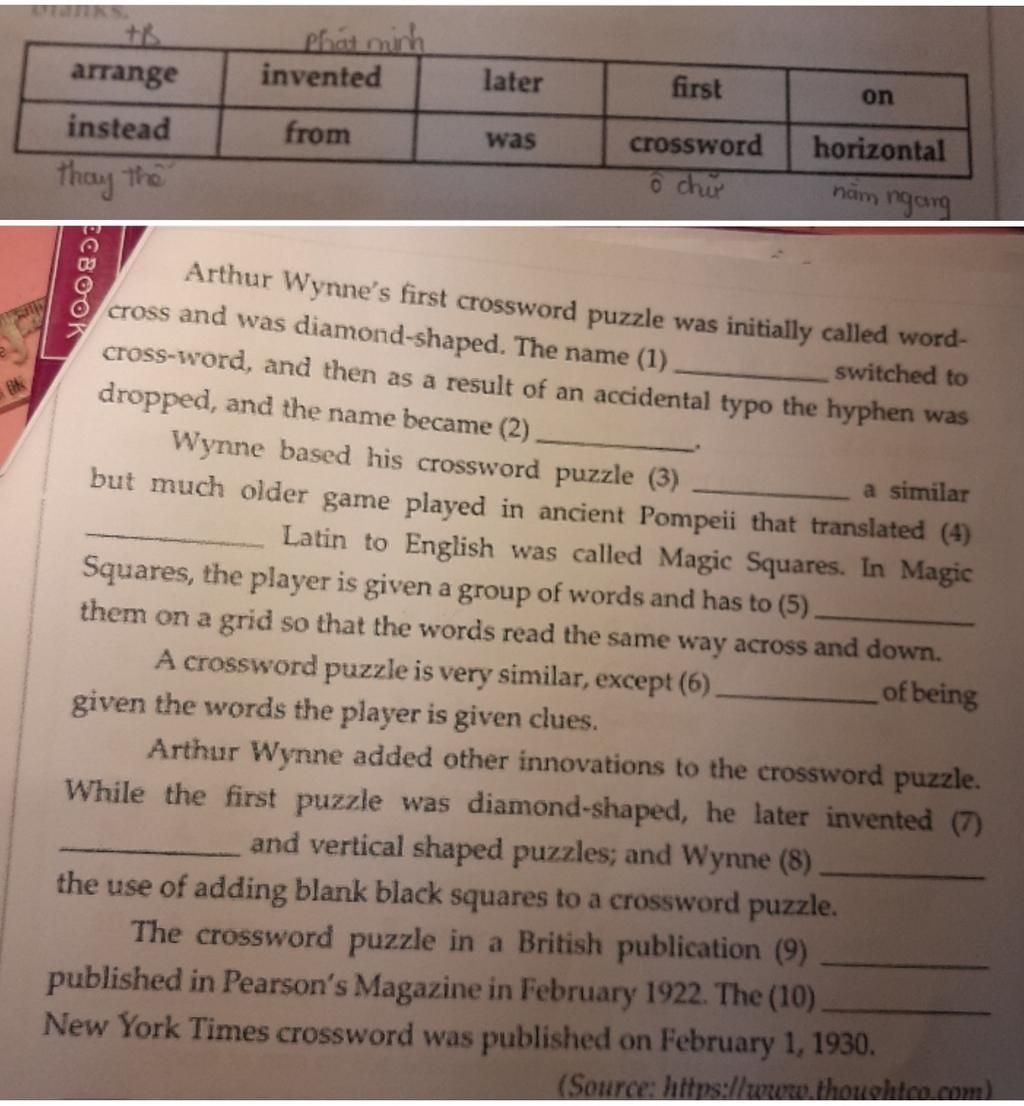 blanks.
+B phát minh
arrange invented later first on
instead from was crossword horizontal
thay thế ô chữ nằm ngang
CBOOK
Arthur Wynne's first crossword puzzle was initially called word-
cross and was diamond-shaped. The name (1) __________ switched to
cross-word, and then as a result of an accidental typo the hyphen was
dropped, and the name became (2) __________.
Wynne based his crossword puzzle (3) __________ a similar
but much older game played in ancient Pompeii that translated (4)
__________ Latin to English was called Magic Squares. In Magic
Squares, the player is given a group of words and has to (5) __________
them on a grid so that the words read the same way across and down.
A crossword puzzle is very similar, except (6) __________ of being
given the words the player is given clues.
Arthur Wynne added other innovations to the crossword puzzle.
While the first puzzle was diamond-shaped, he later invented (7)
__________ and vertical shaped puzzles; and Wynne (8) __________
the use of adding blank black squares to a crossword puzzle.
The crossword puzzle in a British publication (9) __________
published in Pearson's Magazine in February 1922. The (10) __________
New York Times crossword was published on February 1, 1930.
(Source: https://www.thoughtco.com)